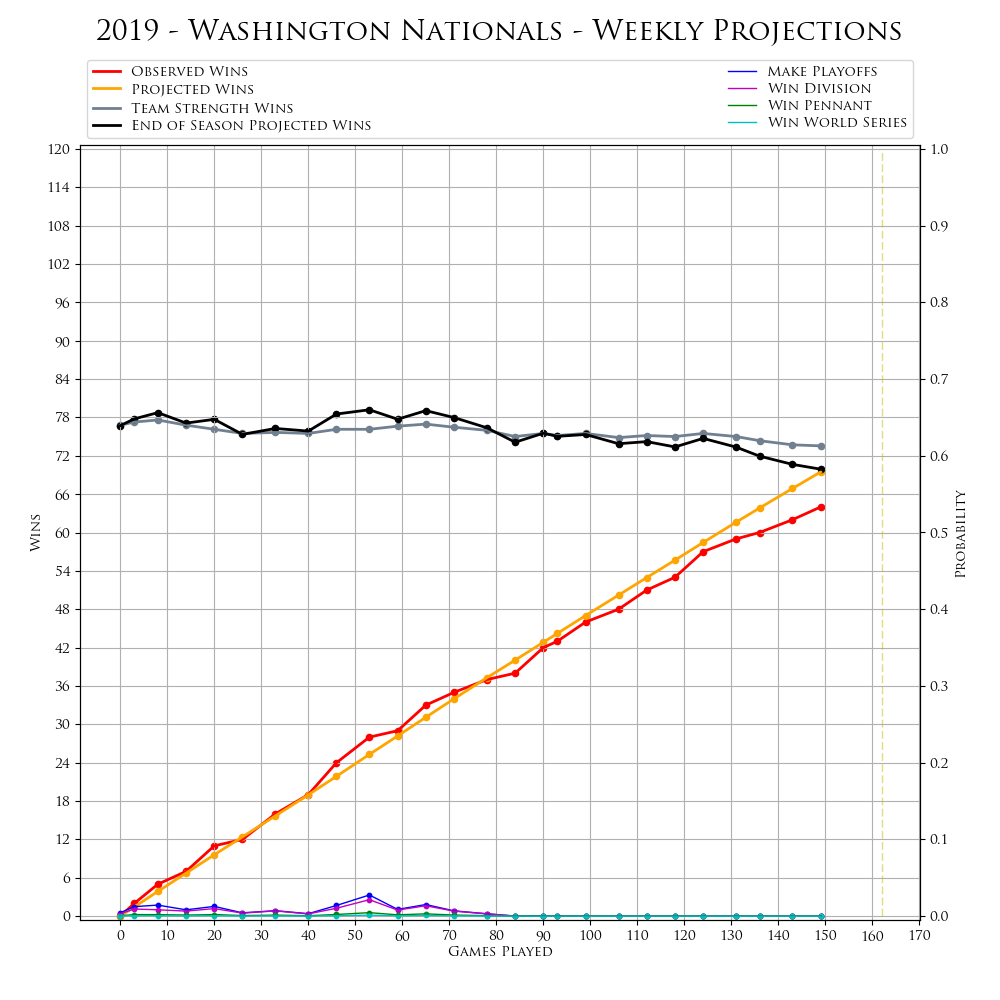 2019 - Washington Nationals - Weekly Projections
Observed Wins
Projected Wins
Team Strength Wins
End of Season Projected Wins
Make Playoffs
Win Division
Win Pennant
Win World Series
120
114
108
102
96
90
84
78
72
66
60
54
48
42
36
30
24
18
12
6
0
Wins
1.0
0.9
0.8
0.7
0.6
0.5
0.4
0.3
0.2
0.1
0.0
Probability
0 10 20 30 40 50 60 70 80 90 100 110 120 130 140 150 160 170
Games Played